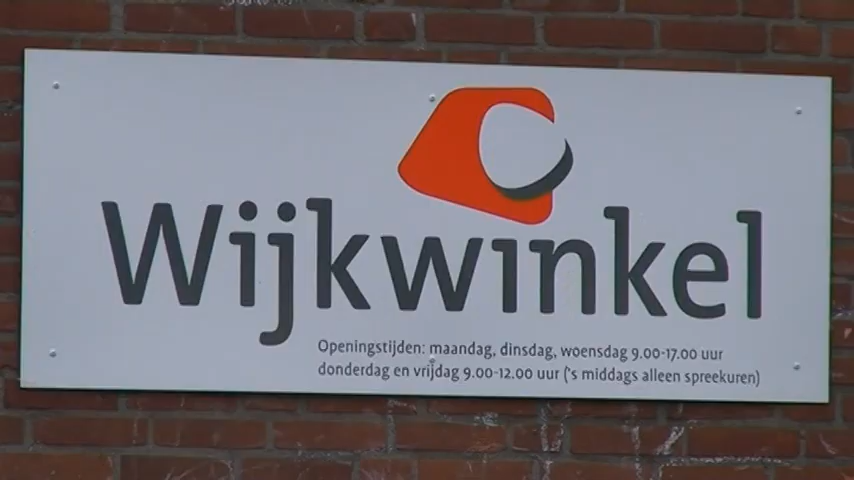 Wijkwinkel
Openingstijden: maandag, dinsdag, woensdag 9.00-17.00 uur
donderdag en vrijdag 9.00-12.00 uur ('s middags alleen spreekuren)